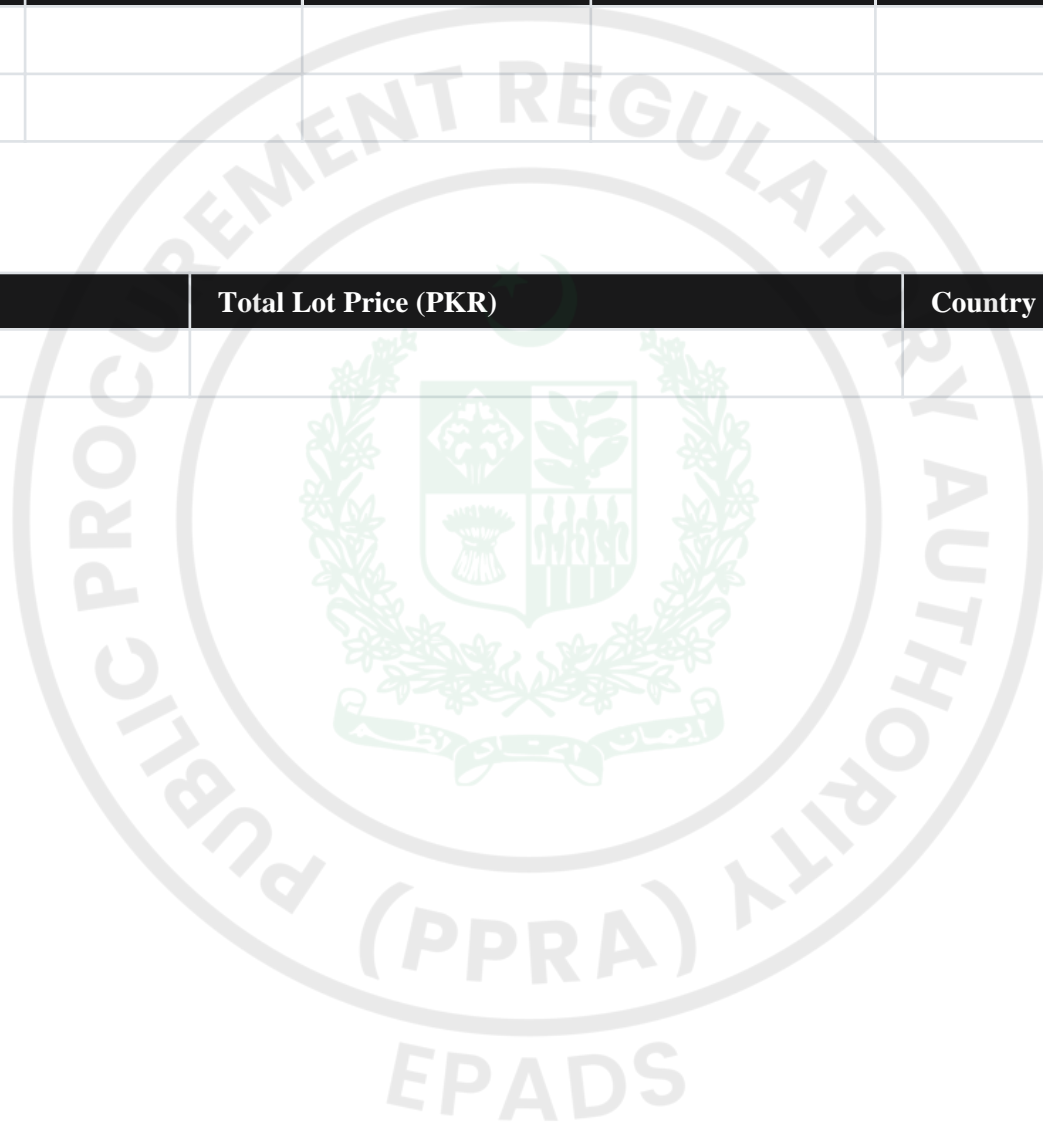 Total Lot Price (PKR) Country
PUBLIC PROCUREMENT REGULATORY AUTHORITY
(PPRA)
EPADS